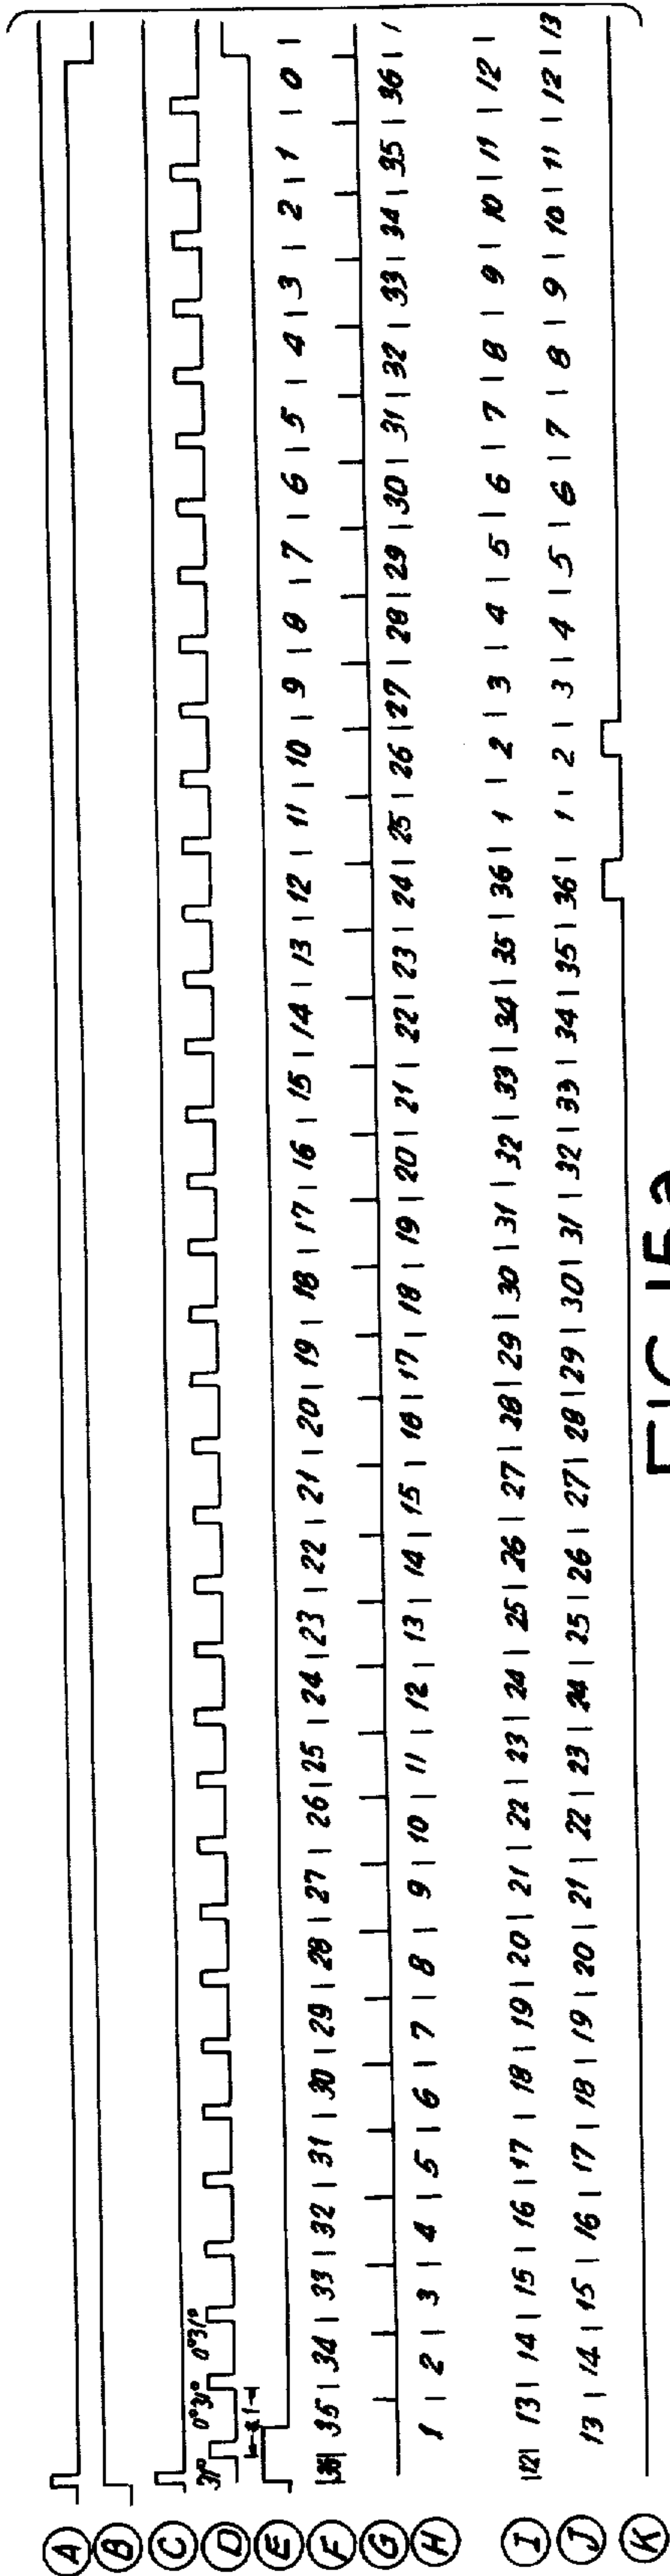 A
B
C
D 31° 0° 31° 0° 31°
E a
F |36| 35 | 34 | 33 | 32 | 31 | 30 | 29 | 28 | 27 | 26 | 25 | 24 | 23 | 22 | 21 | 20 | 19 | 18 | 17 | 16 | 15 | 14 | 13 | 12 | 11 | 10 | 9 | 8 | 7 | 6 | 5 | 4 | 3 | 2 | 1 | 0 |
G
H 1 | 2 | 3 | 4 | 5 | 6 | 7 | 8 | 9 | 10 | 11 | 12 | 13 | 14 | 15 | 16 | 17 | 18 | 19 | 20 | 21 | 22 | 23 | 24 | 25 | 26 | 27 | 28 | 29 | 30 | 31 | 32 | 33 | 34 | 35 | 36 | 1
I |12| 13 | 14 | 15 | 16 | 17 | 18 | 19 | 20 | 21 | 22 | 23 | 24 | 25 | 26 | 27 | 28 | 29 | 30 | 31 | 32 | 33 | 34 | 35 | 36 | 1 | 2 | 3 | 4 | 5 | 6 | 7 | 8 | 9 | 10 | 11 | 12 |
J 13 | 14 | 15 | 16 | 17 | 18 | 19 | 20 | 21 | 22 | 23 | 24 | 25 | 26 | 27 | 28 | 29 | 30 | 31 | 32 | 33 | 34 | 35 | 36 | 1 | 2 | 3 | 4 | 5 | 6 | 7 | 8 | 9 | 10 | 11 | 12 | 13
K
FIG. 15a